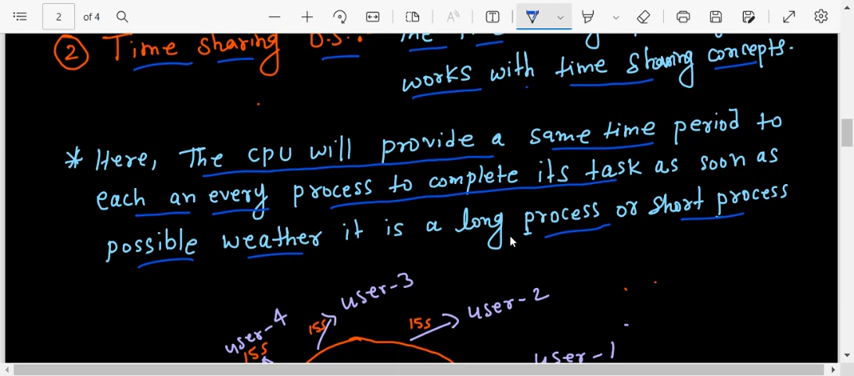 2 of 4
② Time sharing O.S.:
works with time sharing concepts.
* Here, The CPU will provide a same time period to
each an every process to complete its task as soon as
possible weather it is a long process or short process
user-4 15s
user-3 15s
user-2 15s
user-1